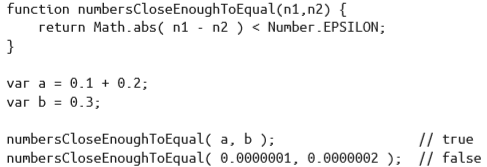 function numbersCloseEnoughToEqual(n1,n2) {
    return Math.abs( n1 - n2 ) < Number.EPSILON;
}

var a = 0.1 + 0.2;
var b = 0.3;

numbersCloseEnoughToEqual( a, b );                  // true
numbersCloseEnoughToEqual( 0.0000001, 0.0000002 );  // false